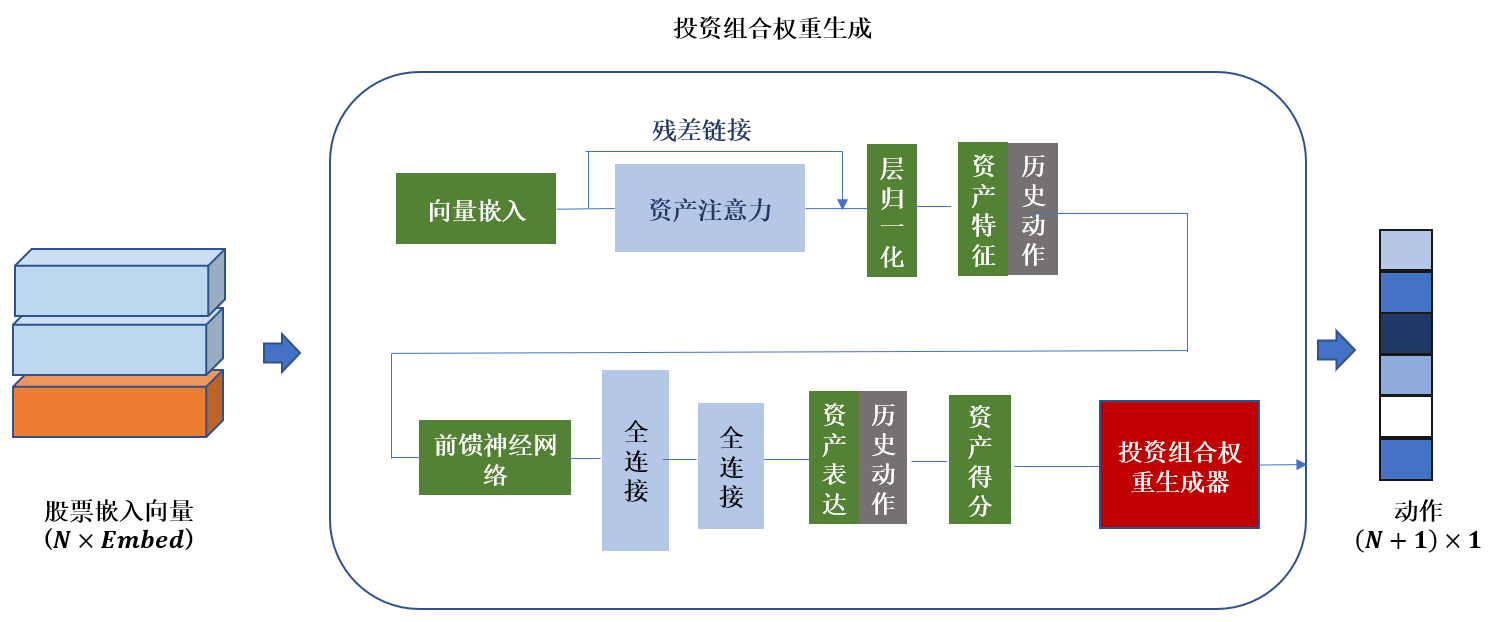 投资组合权重生成
残差链接
向量嵌入
资产注意力
层归一化
资产特征
历史动作
前馈神经网
络
全连接
全连接
资产表达
历史动作
资产得分
投资组合权
重生成器
股票嵌入向量
(N × Embed)
动作
(N + 1) × 1